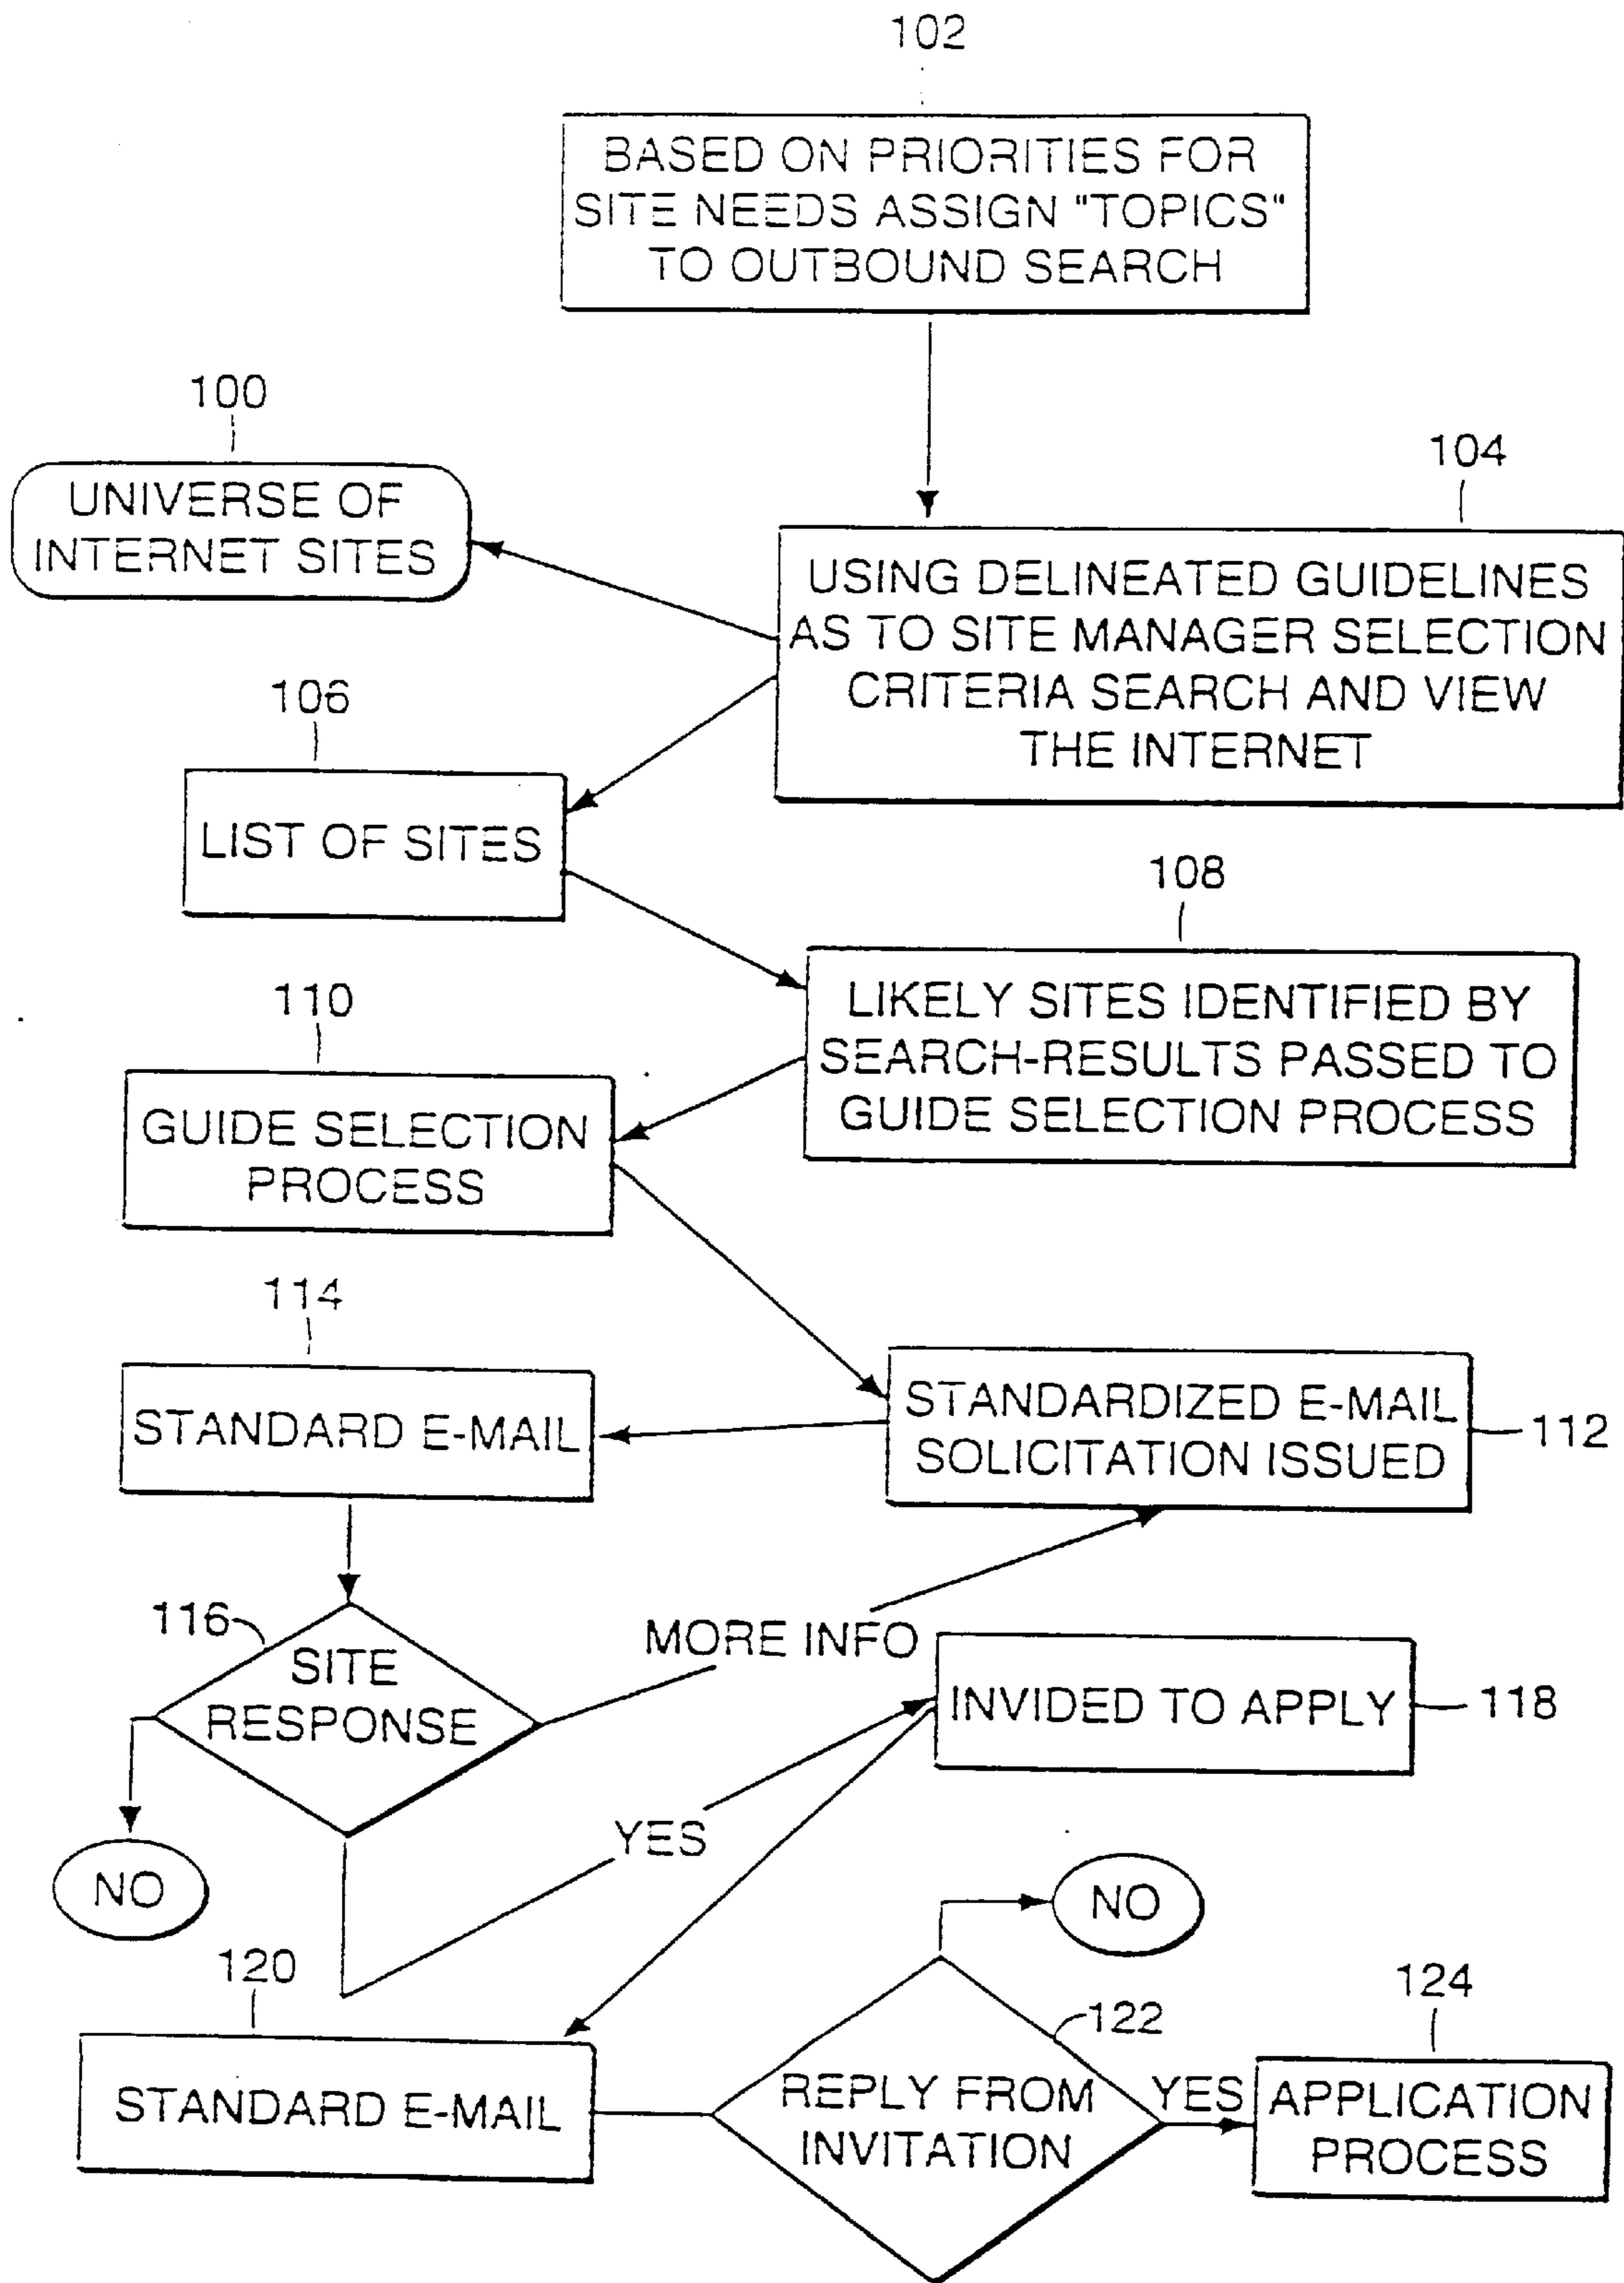 102
BASED ON PRIORITIES FOR
SITE NEEDS ASSIGN "TOPICS"
TO OUTBOUND SEARCH
100
UNIVERSE OF
INTERNET SITES
104
USING DELINEATED GUIDELINES
AS TO SITE MANAGER SELECTION
CRITERIA SEARCH AND VIEW
THE INTERNET
106
LIST OF SITES
108
LIKELY SITES IDENTIFIED BY
SEARCH-RESULTS PASSED TO
GUIDE SELECTION PROCESS
110
GUIDE SELECTION
PROCESS
114
STANDARD E-MAIL
STANDARDIZED E-MAIL
SOLICITATION ISSUED
112
116
SITE
RESPONSE
MORE INFO
INVIDED TO APPLY
118
YES
NO
NO
120
STANDARD E-MAIL
122
REPLY FROM
INVITATION
YES
124
APPLICATION
PROCESS